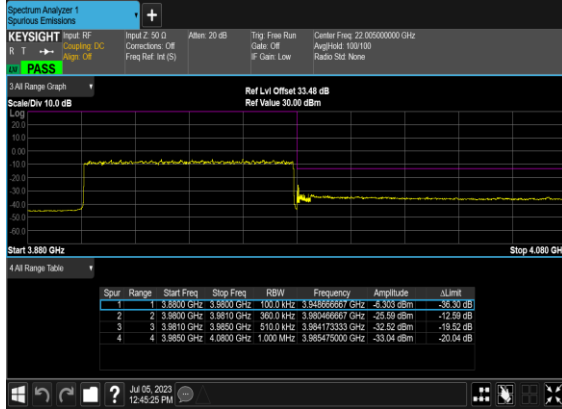 Spectrum Analyzer 1
Spurious Emissions
+
KEYSIGHT Input: RF Input Z: 50 Ω Atten: 20 dB Trig: Free Run Center Freq: 22.005000000 GHz
R T Coupling: DC Corrections: Off Gate: Off Avg|Hold: 100/100
Align: Off Freq Ref: Int (S) IF Gain: Low Radio Std: None
PASS
3 All Range Graph Ref Lvl Offset 33.48 dB
Scale/Div 10.0 dB Ref Value 30.00 dBm
Log
20.0
10.0
0.00
-10.0
-20.0
-30.0
-40.0
-50.0
-60.0
Start 3.880 GHz Stop 4.080 GH
4 All Range Table
Spur Range Start Freq Stop Freq RBW Frequency Amplitude ΔLimit
1 1 3.8800 GHz 3.9800 GHz 100.0 kHz 3.948666667 GHz -6.303 dBm -36.30 dB
2 2 3.9800 GHz 3.9810 GHz 360.0 kHz 3.980466667 GHz -25.59 dBm -12.59 dB
3 3 3.9810 GHz 3.9850 GHz 510.0 kHz 3.984173333 GHz -32.52 dBm -19.52 dB
4 4 3.9850 GHz 4.0800 GHz 1.000 MHz 3.985475000 GHz -33.04 dBm -20.04 dB
? Jul 05, 2023
12:45:25 PM